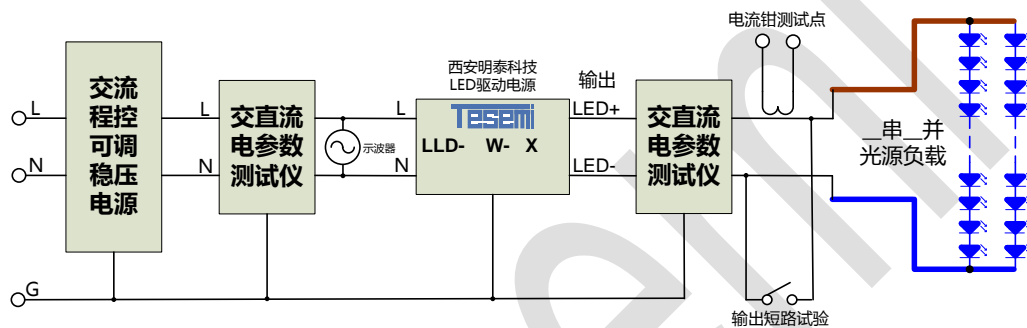 电流钳测试点
L
N
G
交流
程控
可调
稳压
电源
L
N
交直流
电参数
测试仪
示波器
L
N
西安明泰科技
LED驱动电源
Tesemi
LLD- W- X
输出
LED+
LED-
交直流
电参数
测试仪
__串__并
光源负载
输出短路试验